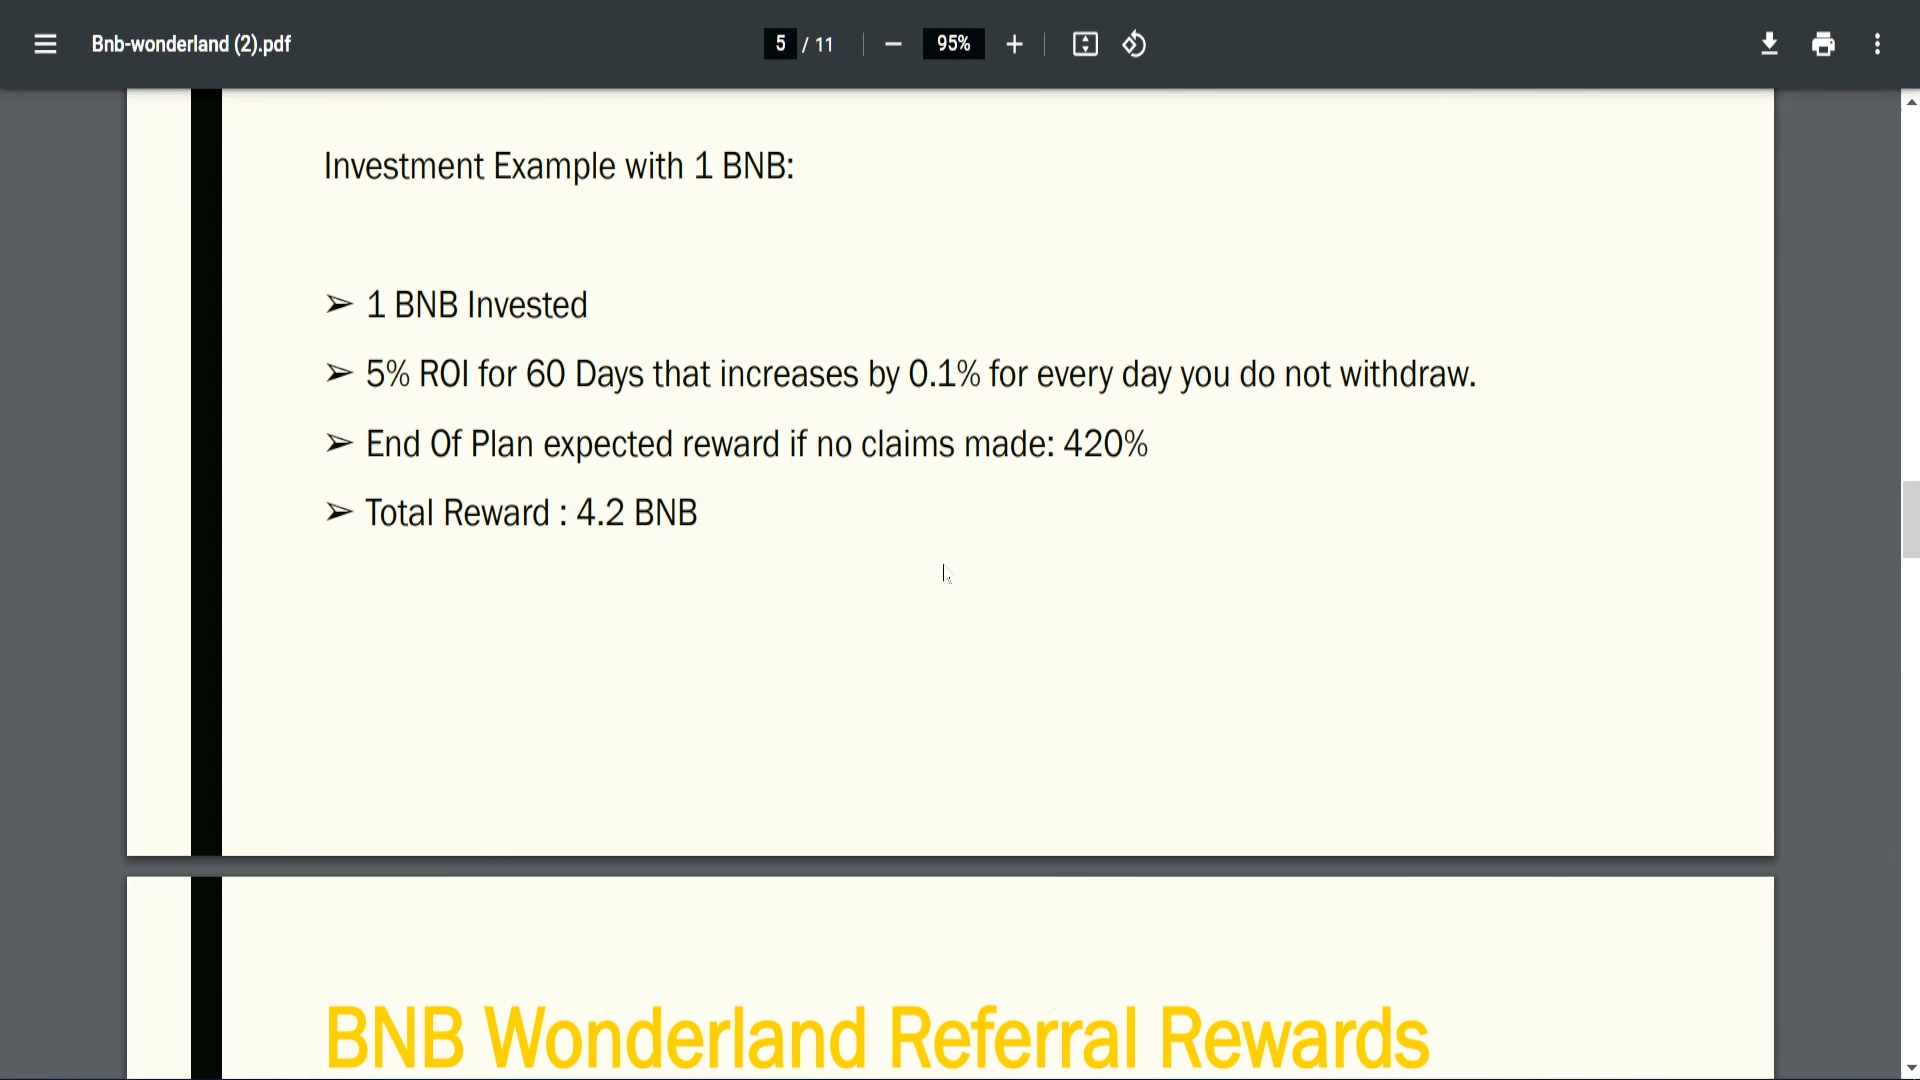 Bnb-wonderland (2).pdf
5 / 11
95%
Investment Example with 1 BNB:
➢ 1 BNB Invested
➢ 5% ROI for 60 Days that increases by 0.1% for every day you do not withdraw.
➢ End Of Plan expected reward if no claims made: 420%
➢ Total Reward : 4.2 BNB
BNB Wonderland Referral Rewards